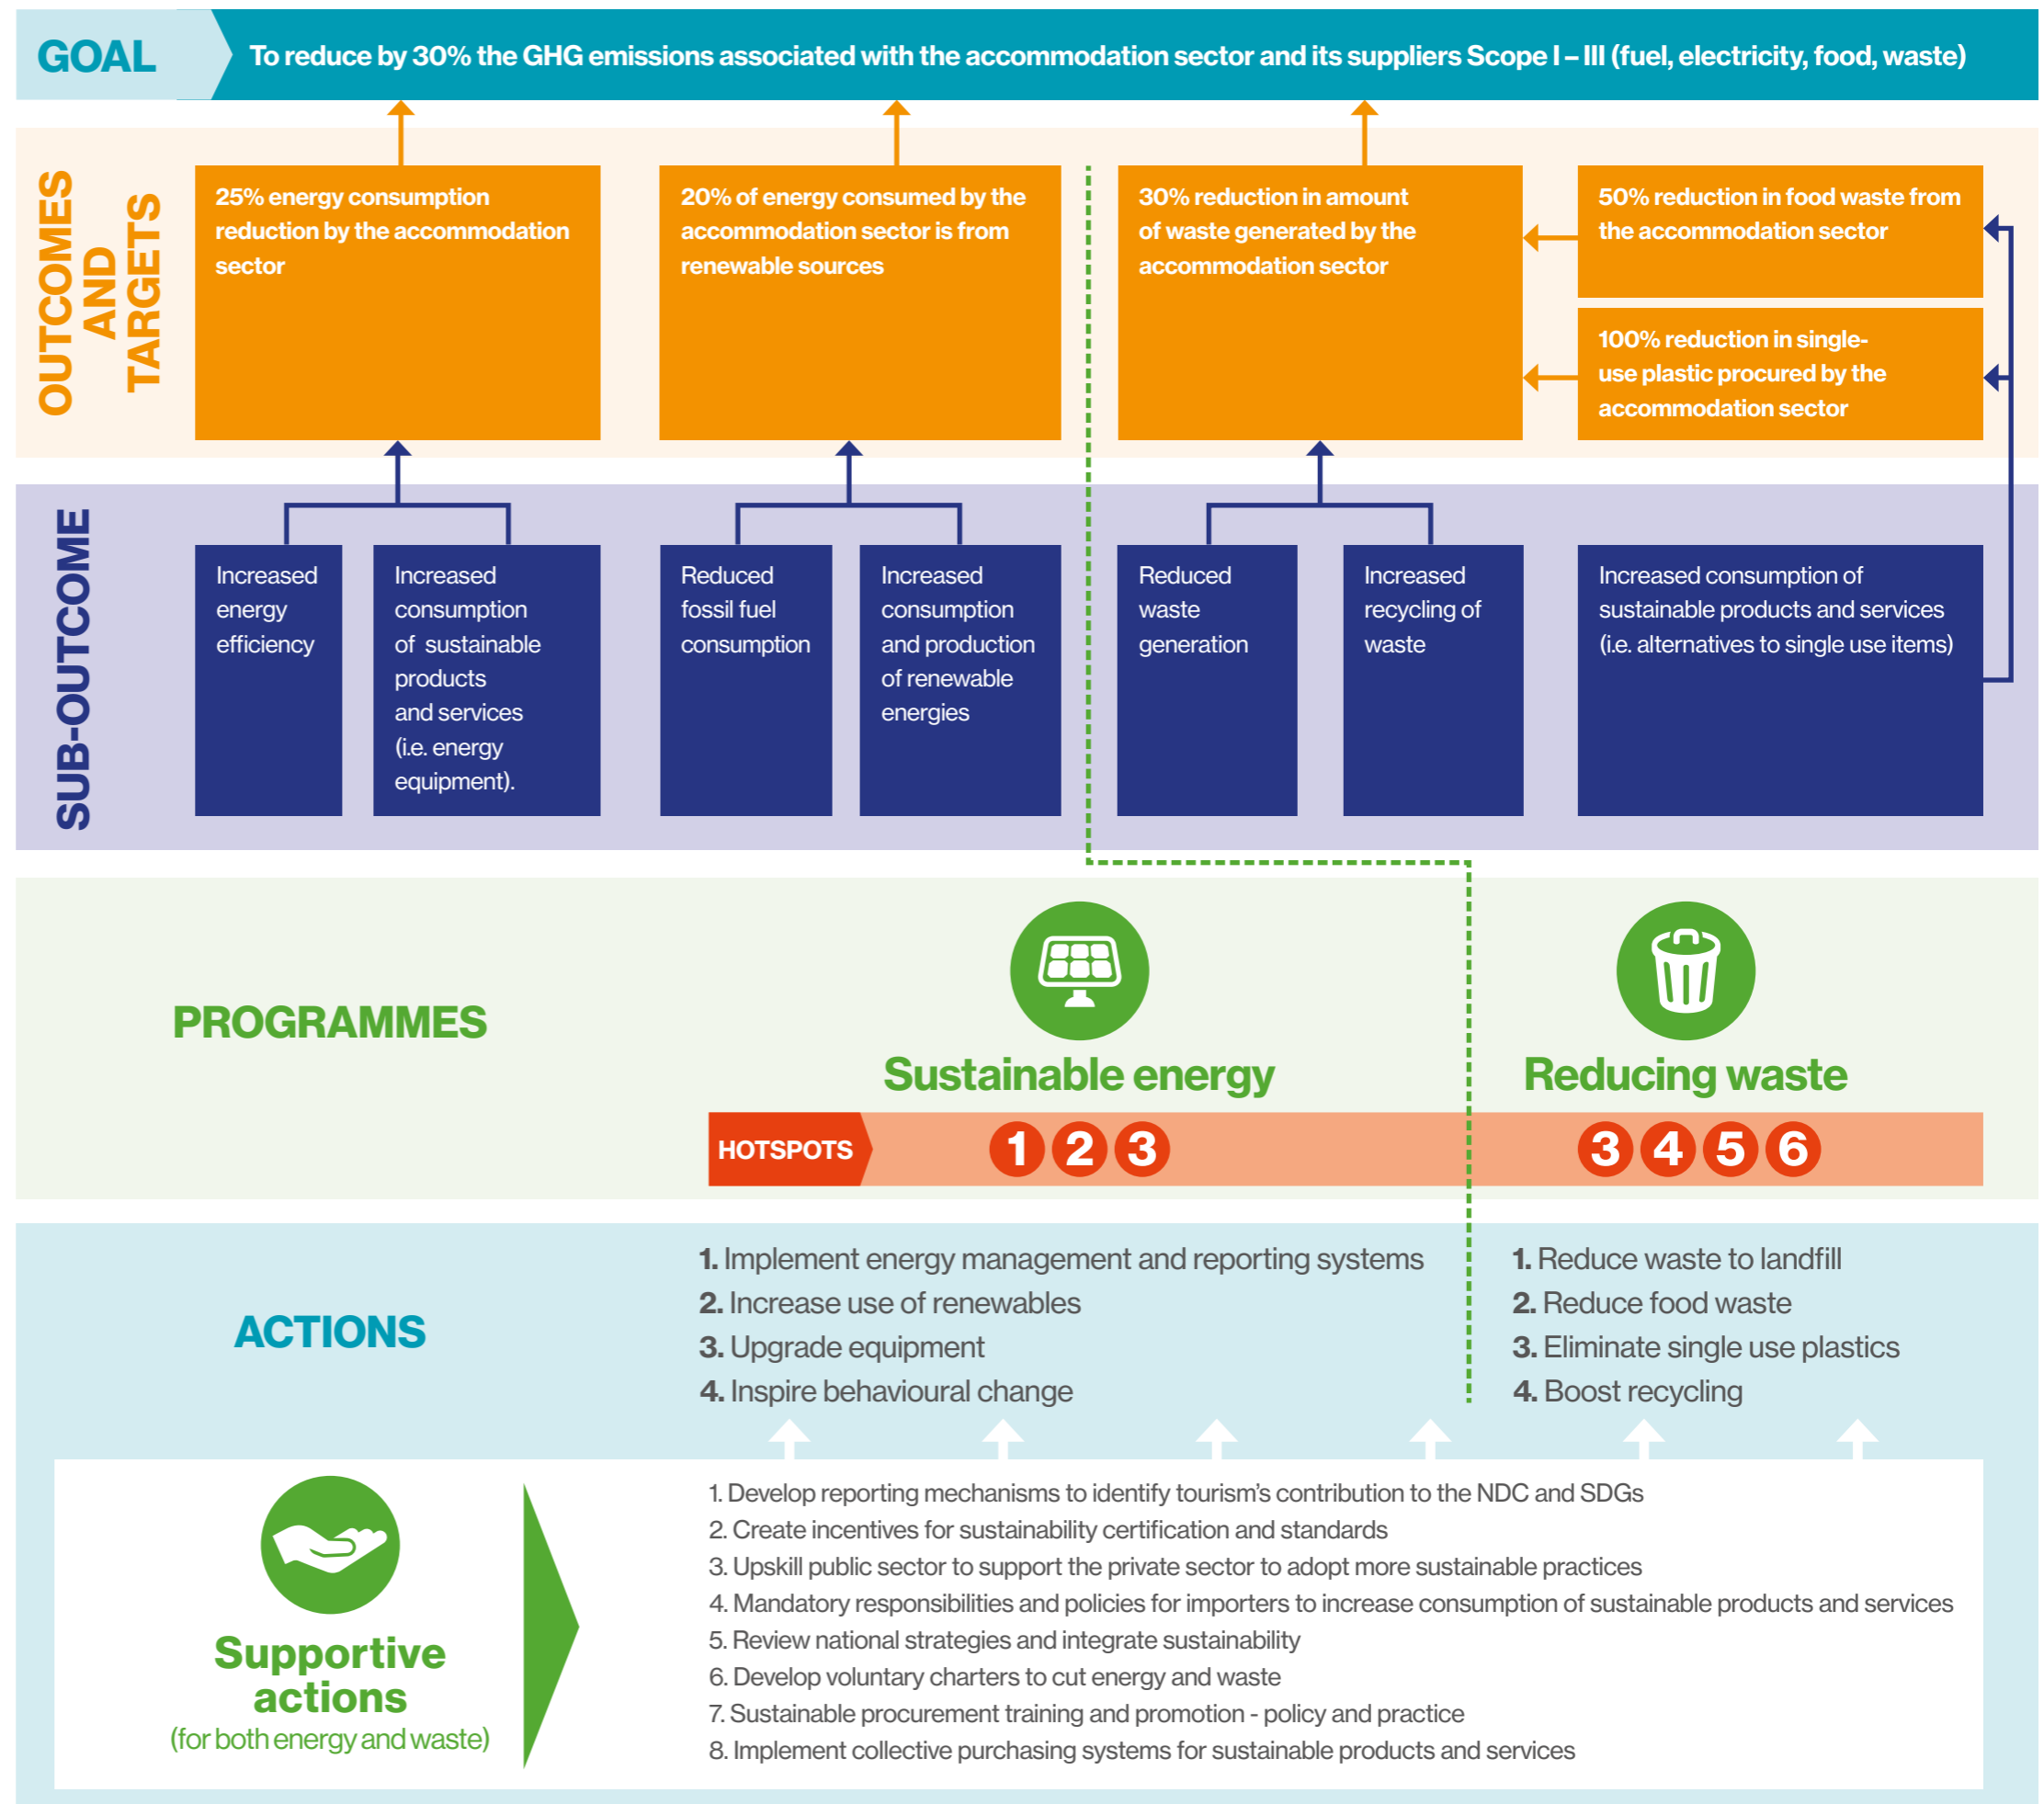 GOAL
To reduce by 30% the GHG emissions associated with the accommodation sector and its suppliers Scope I – III (fuel, electricity, food, waste)
OUTCOMES
AND
TARGETS
25% energy consumption
reduction by the accommodation
sector
20% of energy consumed by the
accommodation sector is from
renewable sources
30% reduction in amount
of waste generated by the
accommodation sector
50% reduction in food waste from
the accommodation sector
100% reduction in single-
use plastic procured by the
accommodation sector
SUB-OUTCOME
Increased
energy
efficiency
Increased
consumption
of sustainable
products
and services
(i.e. energy
equipment).
Reduced
fossil fuel
consumption
Increased
consumption
and production
of renewable
energies
Reduced
waste
generation
Increased
recycling of
waste
Increased consumption of
sustainable products and services
(i.e. alternatives to single use items)
PROGRAMMES
Sustainable energy
Reducing waste
HOTSPOTS
1 2 3
3 4 5 6
ACTIONS
1. Implement energy management and reporting systems
2. Increase use of renewables
3. Upgrade equipment
4. Inspire behavioural change
1. Reduce waste to landfill
2. Reduce food waste
3. Eliminate single use plastics
4. Boost recycling
Supportive
actions
(for both energy and waste)
1. Develop reporting mechanisms to identify tourism's contribution to the NDC and SDGs
2. Create incentives for sustainability certification and standards
3. Upskill public sector to support the private sector to adopt more sustainable practices
4. Mandatory responsibilities and policies for importers to increase consumption of sustainable products and services
5. Review national strategies and integrate sustainability
6. Develop voluntary charters to cut energy and waste
7. Sustainable procurement training and promotion - policy and practice
8. Implement collective purchasing systems for sustainable products and services